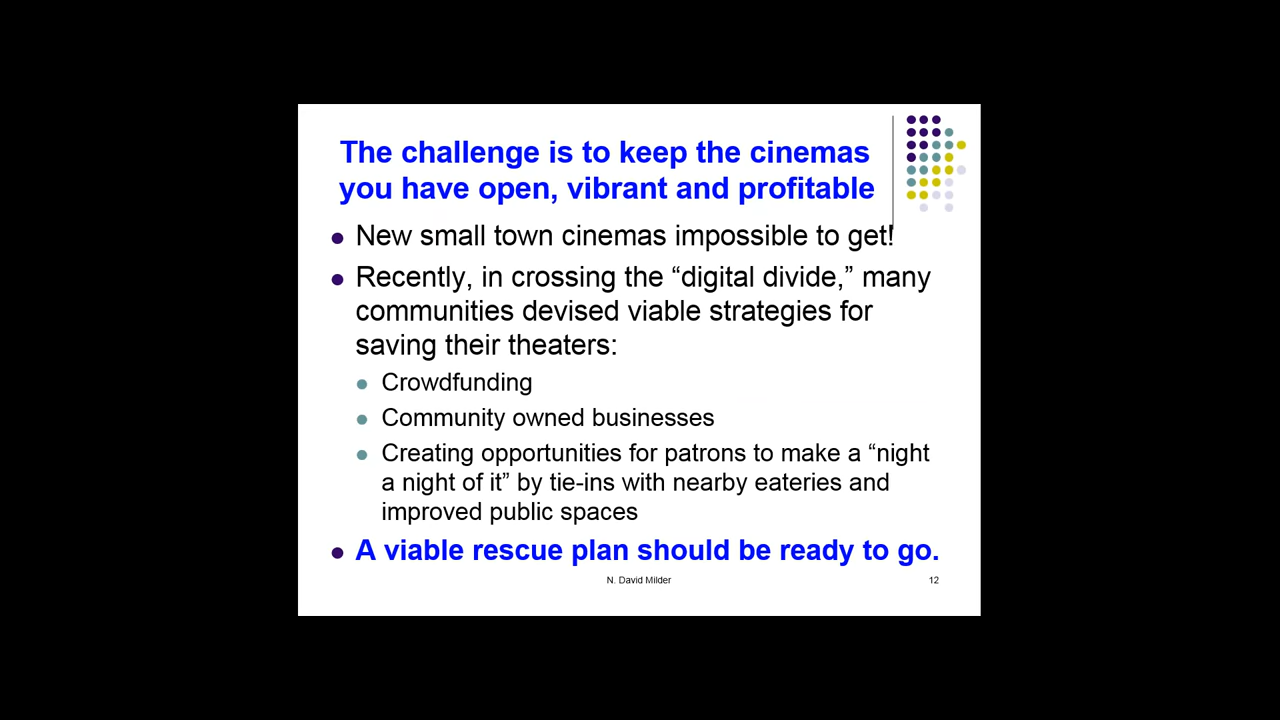 The challenge is to keep the cinemas
you have open, vibrant and profitable
New small town cinemas impossible to get!
Recently, in crossing the “digital divide,” many
communities devised viable strategies for
saving their theaters:
Crowdfunding
Community owned businesses
Creating opportunities for patrons to make a “night
a night of it” by tie-ins with nearby eateries and
improved public spaces
A viable rescue plan should be ready to go.
N. David Milder
12